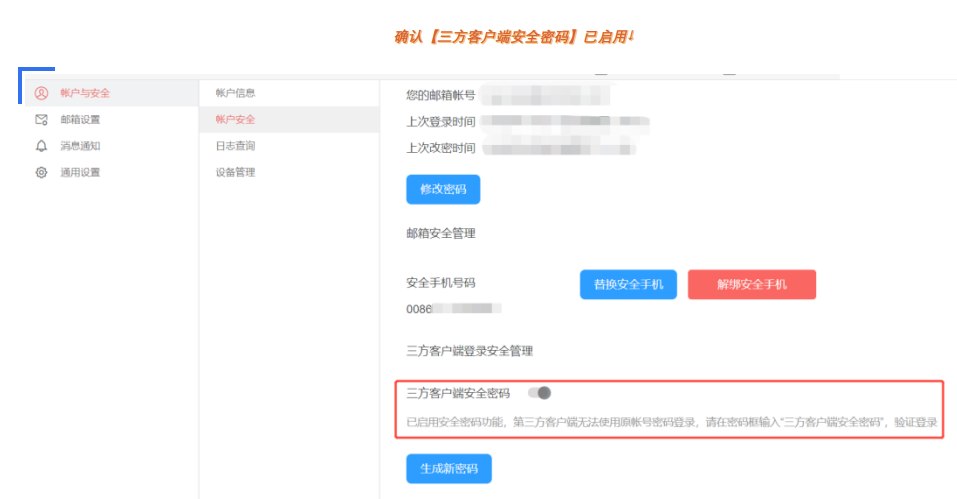 确认【三方客户端安全密码】已启用!
帐户与安全
邮箱设置
消息通知
通用设置
帐户信息
帐户安全
日志查询
设备管理
您的邮箱帐号
上次登录时间
上次改密时间
修改密码
邮箱安全管理
安全手机号码
替换安全手机
解绑安全手机
0086
三方客户端登录安全管理
三方客户端安全密码
已启用安全密码功能，第三方客户端无法使用原帐号密码登录，请在密码框输入“三方客户端安全密码”，验证登录
生成新密码